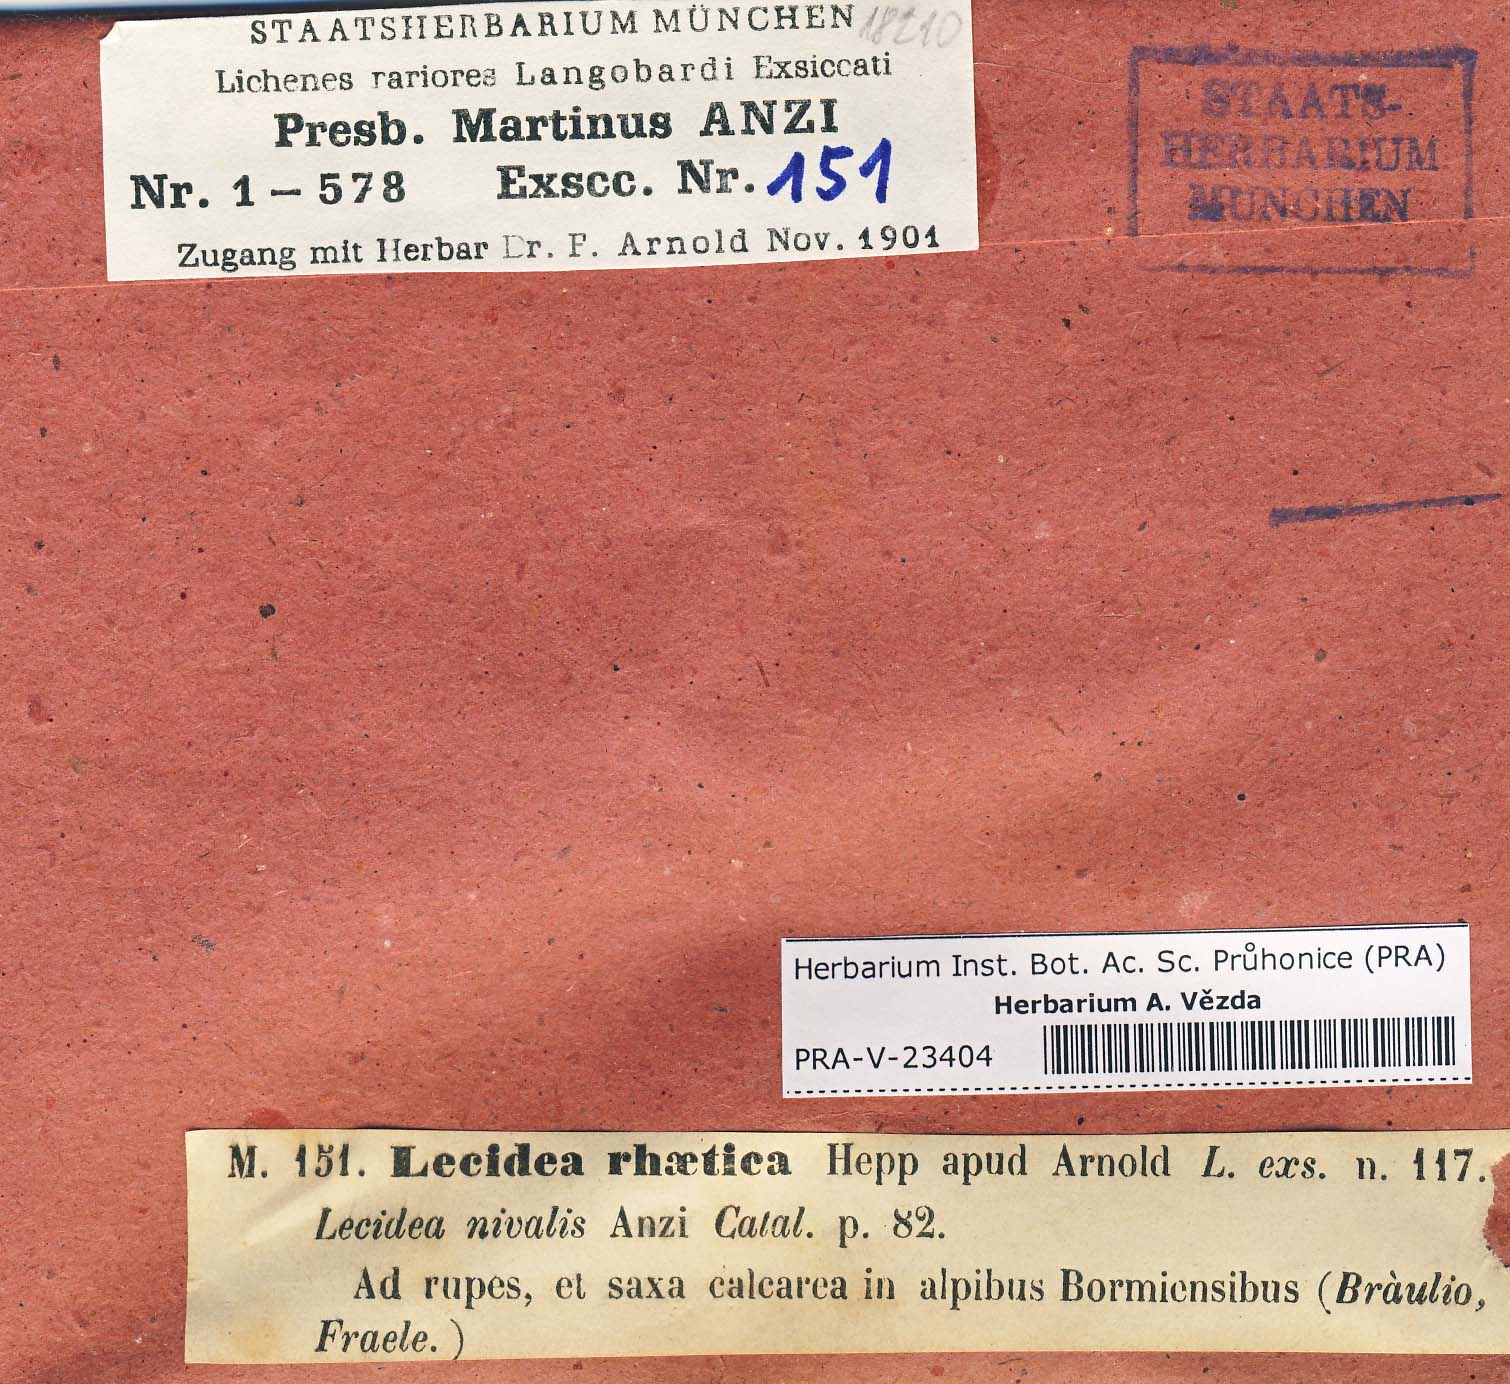 STAATSHERBARIUM MÜNCHEN 18210
Lichenes rariores Langobardi Exsiccati
Presb. Martinus ANZI
Nr. 1 – 578 Exscc. Nr. 151
Zugang mit Herbar Dr. F. Arnold Nov. 1901
STAATS-
HERBARIUM
MÜNCHEN
Herbarium Inst. Bot. Ac. Sc. Průhonice (PRA)
Herbarium A. Vězda
PRA-V-23404
M. 151. Lecidea rhætica Hepp apud Arnold L. exs. n. 117.
Lecidea nivalis Anzi Catal. p. 82.
Ad rupes, et saxa calcarea in alpibus Bormiensibus (Bràulio,
Fraele.)